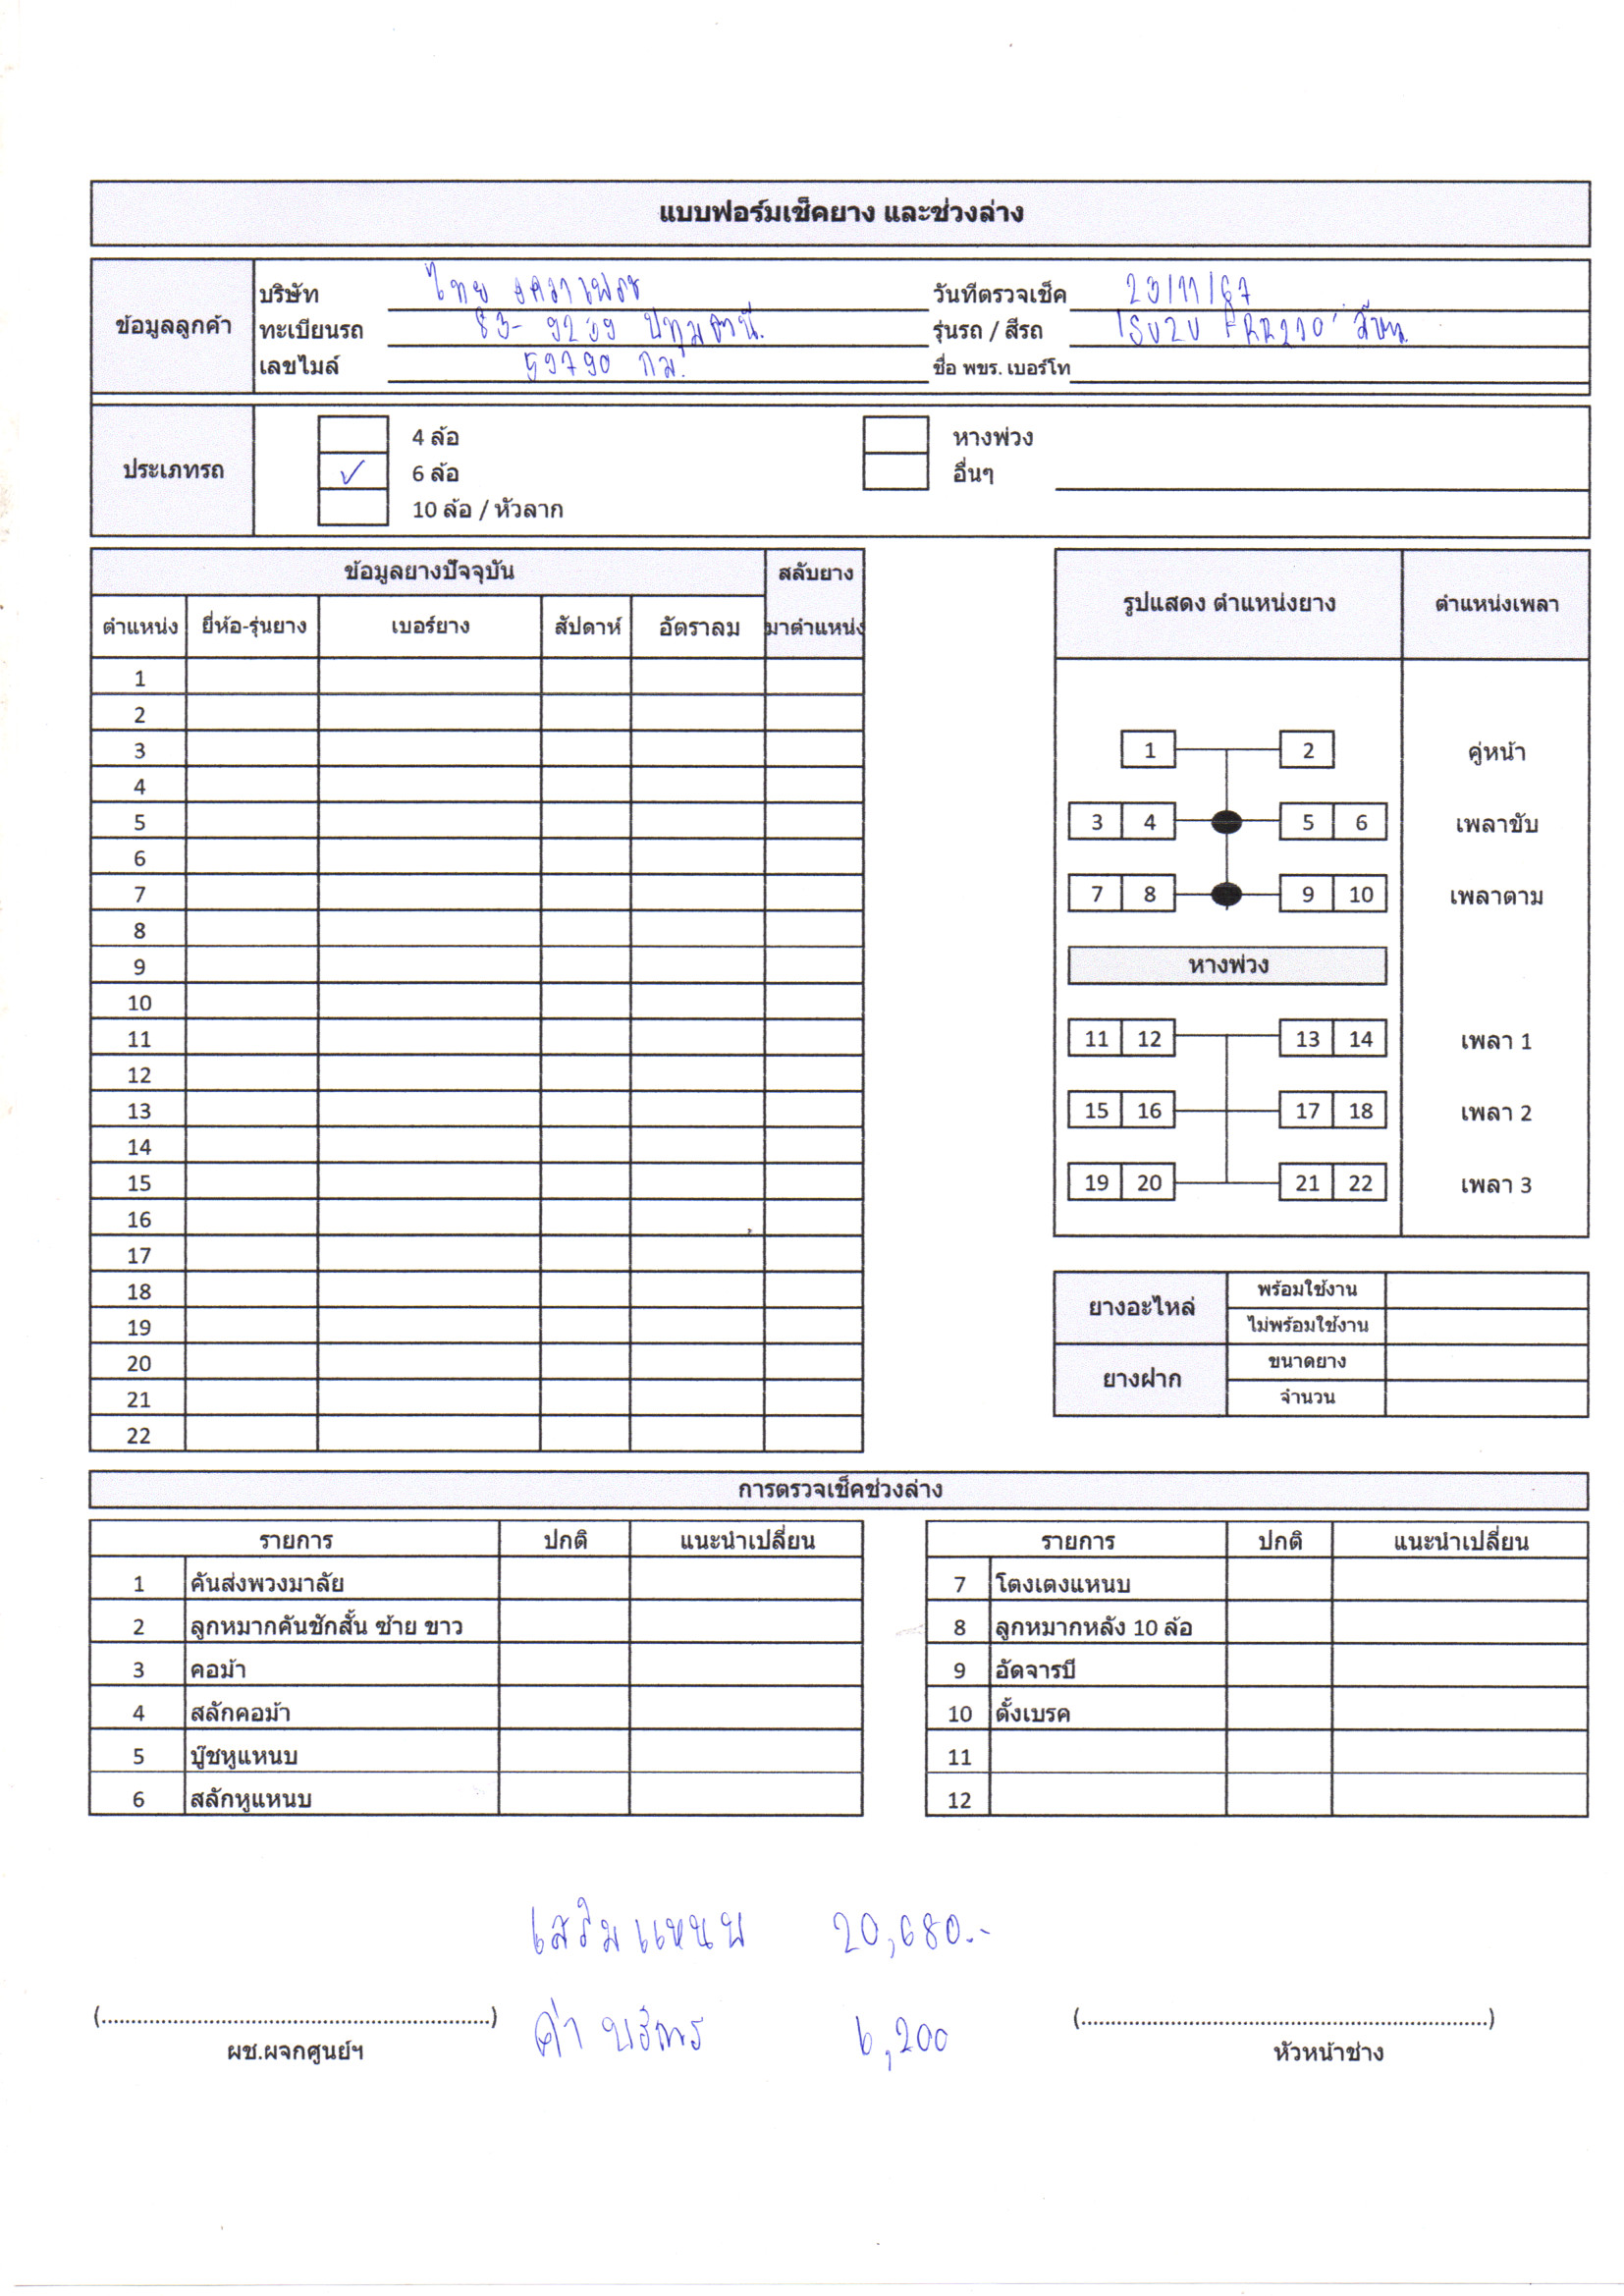 แบบฟอร์มเช็คยาง และช่วงล่าง
ข้อมูลลูกค้า
บริษัท ไทย
วันที่ตรวจเช็ค 23/11/67
ทะเบียนรถ 83-9239 ปทุมธานี
รุ่นรถ / สีรถ ISUZU FRR210
เลขไมล์ 59790 กม.
ชื่อ พขร. เบอร์โท
ประเภทรถ
4 ล้อ หางพ่วง
✓ 6 ล้อ อื่นๆ
10 ล้อ / หัวลาก
ข้อมูลยางปัจจุบัน สลับยาง
ตำแหน่ง ยี่ห้อ-รุ่นยาง เบอร์ยาง สัปดาห์ อัตราลม มาตำแหน่ง
1
2
3
4
5
6
7
8
9
10
11
12
13
14
15
16
17
18
19
20
21
22
รูปแสดง ตำแหน่งยาง ตำแหน่งเพลา
1 2 คู่หน้า
3 4 5 6 เพลาขับ
7 8 9 10 เพลาตาม
หางพ่วง
11 12 13 14 เพลา 1
15 16 17 18 เพลา 2
19 20 21 22 เพลา 3
ยางอะไหล่ พร้อมใช้งาน
ไม่พร้อมใช้งาน
ยางฝาก ขนาดยาง
จำนวน
การตรวจเช็คช่วงล่าง
รายการ ปกติ แนะนำเปลี่ยน
1 คันส่งพวงมาลัย
2 ลูกหมากคันชักสั้น ซ้าย ขาว
3 คอม้า
4 สลักคอม้า
5 บู๊ชหูแหนบ
6 สลักหูแหนบ
รายการ ปกติ แนะนำเปลี่ยน
7 โตงเตงแหนบ
8 ลูกหมากหลัง 10 ล้อ
9 อัดจารบี
10 ตั้งเบรค
11
12
เสริมแหนบ 20,680.-
ค่าบริการ 6,200
(................................................................)
ผช.ผจกศูนย์ฯ
(................................................................)
หัวหน้าช่าง